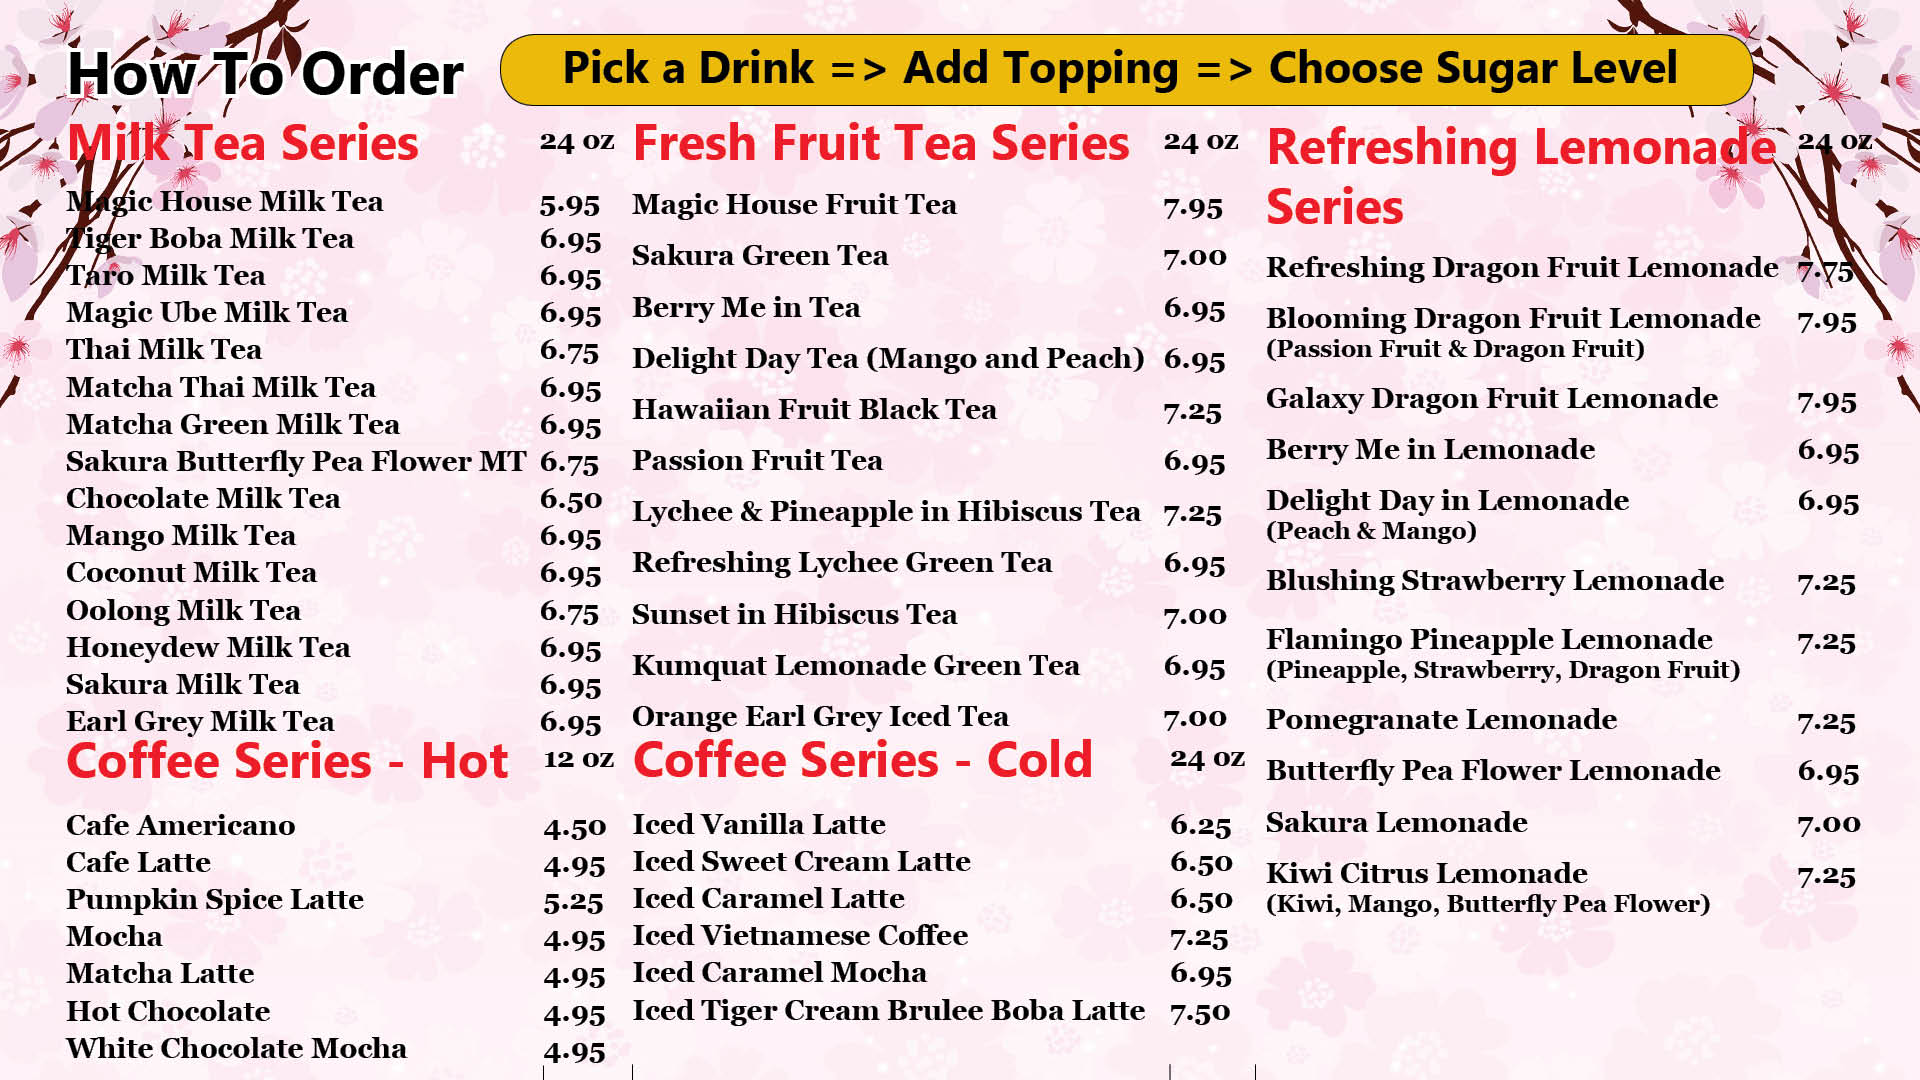 How To Order
Pick a Drink => Add Topping => Choose Sugar Level
Milk Tea Series 24 oz
Magic House Milk Tea 5.95
Tiger Boba Milk Tea 6.95
Taro Milk Tea 6.95
Magic Ube Milk Tea 6.95
Thai Milk Tea 6.75
Matcha Thai Milk Tea 6.95
Matcha Green Milk Tea 6.95
Sakura Butterfly Pea Flower MT 6.75
Chocolate Milk Tea 6.50
Mango Milk Tea 6.95
Coconut Milk Tea 6.95
Oolong Milk Tea 6.75
Honeydew Milk Tea 6.95
Sakura Milk Tea 6.95
Earl Grey Milk Tea 6.95
Coffee Series - Hot 12 oz
Cafe Americano 4.50
Cafe Latte 4.95
Pumpkin Spice Latte 5.25
Mocha 4.95
Matcha Latte 4.95
Hot Chocolate 4.95
White Chocolate Mocha 4.95
Fresh Fruit Tea Series 24 oz
Magic House Fruit Tea 7.95
Sakura Green Tea 7.00
Berry Me in Tea 6.95
Delight Day Tea (Mango and Peach) 6.95
Hawaiian Fruit Black Tea 7.25
Passion Fruit Tea 6.95
Lychee & Pineapple in Hibiscus Tea 7.25
Refreshing Lychee Green Tea 6.95
Sunset in Hibiscus Tea 7.00
Kumquat Lemonade Green Tea 6.95
Orange Earl Grey Iced Tea 7.00
Coffee Series - Cold 24 oz
Iced Vanilla Latte 6.25
Iced Sweet Cream Latte 6.50
Iced Caramel Latte 6.50
Iced Vietnamese Coffee 7.25
Iced Caramel Mocha 6.95
Iced Tiger Cream Brulee Boba Latte 7.50
Refreshing Lemonade 24 oz
Series
Refreshing Dragon Fruit Lemonade 7.75
Blooming Dragon Fruit Lemonade 7.95
(Passion Fruit & Dragon Fruit)
Galaxy Dragon Fruit Lemonade 7.95
Berry Me in Lemonade 6.95
Delight Day in Lemonade 6.95
(Peach & Mango)
Blushing Strawberry Lemonade 7.25
Flamingo Pineapple Lemonade 7.25
(Pineapple, Strawberry, Dragon Fruit)
Pomegranate Lemonade 7.25
Butterfly Pea Flower Lemonade 6.95
Sakura Lemonade 7.00
Kiwi Citrus Lemonade 7.25
(Kiwi, Mango, Butterfly Pea Flower)